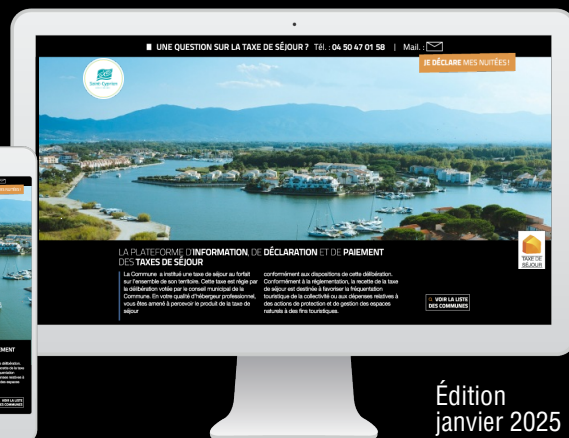 UNE QUESTION SUR LA TAXE DE SÉJOUR ? Tél. : 04 50 47 01 58 | Mail. :
JE DÉCLARE MES NUITÉES !
Saint Cyprien
LA PLATEFORME D'INFORMATION, DE DÉCLARATION ET DE PAIEMENT
DES TAXES DE SÉJOUR
La Commune a institué une taxe de séjour au forfait
sur l'ensemble de son territoire. Cette taxe est régie par
la délibération votée par le conseil municipal de la
Commune. En votre qualité d'hébergeur professionnel,
vous êtes amené à percevoir le produit de la taxe de
séjour
conformément aux dispositions de cette délibération.
Conformément à la réglementation, la recette de la taxe
de séjour est destinée à favoriser la fréquentation
touristique de la collectivité ou aux dépenses relatives à
des actions de protection et de gestion des espaces
naturels à des fins touristiques.
TAXE DE
SÉJOUR
VOIR LA LISTE
DES COMMUNES
VOIR LA LISTE
DES COMMUNES
Édition
janvier 2025